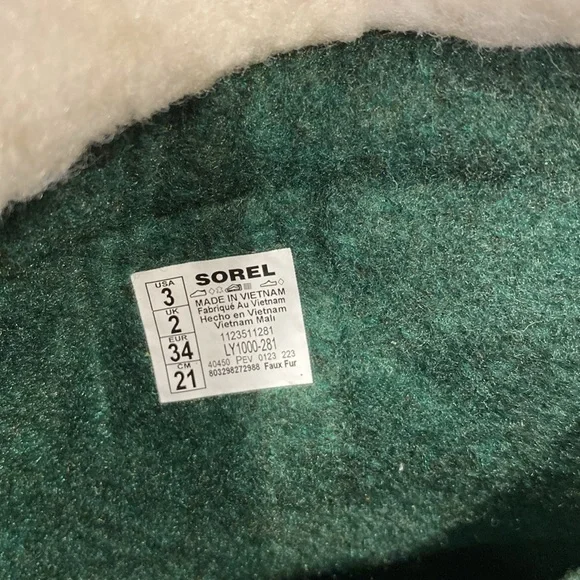 USA
3
UK
2
EUR
34
CM
21
SOREL
MADE IN VIETNAM
Fabriqué Au Vietnam
Hecho en Vietnam
Vietnam Mali
1123511281
LY1000-281
40450 PEV 0123 223
803298272988 Faux Fur